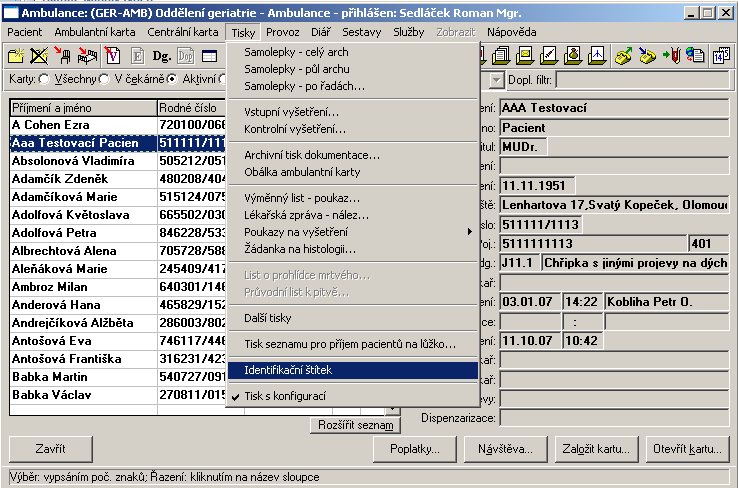 Ambulance: (GER-AMB) Oddělení geriatrie - Ambulance - přihlášen: Sedláček Roman Mgr.
Pacient Ambulantní karta Centrální karta Tisky Provoz Diář Sestavy Služby Zobrazit Nápověda
Dg.
Karty: Všechny V čekárně Aktivní
Dopl. filtr:
Samolepky - celý arch
Samolepky - půl archu
Samolepky - po řadách...
Vstupní vyšetření...
Kontrolní vyšetření...
Archivní tisk dokumentace...
Obálka ambulantní karty
Výměnný list - poukaz...
Lékařská zpráva - nález...
Poukazy na vyšetření
Žádanka na histologii...
List o prohlídce mrtvého...
Průvodní list k pitvě...
Další tisky
Tisk seznamu pro příjem pacientů na lůžko...
Identifikační štítek
Tisk s konfigurací
Příjmení a jméno Rodné číslo
A Cohen Ezra 720100/06
Aaa Testovací Pacien 511111/11
Absolonová Vladimíra 505212/05
Adamčík Zdeněk 480208/40
Adamčíková Marie 515124/07
Adolfová Květoslava 665502/03
Adolfová Petra 846228/53
Albrechtová Alena 705728/58
Aleňáková Marie 245409/41
Ambroz Milan 640301/14
Anderová Hana 465829/15
Andrejčíková Alžběta 286003/80
Antošová Eva 746117/44
Antošová Františka 316231/42
Babka Martin 540727/09
Babka Václav 270811/01
Rozšířit seznam
ení: AAA Testovací
no: Pacient
itul: MUDr.
ení: 11.11.1951
ště: Lenhartova 17,Svatý Kopeček, Olomou
slo: 511111/1113
Poj.: 5111111113 401
dg.: J11.1 Chřipka s jinými projevy na dých
kař:
ení: 03.01.07 14:22 Kobliha Petr O.
ce: :
ení: 11.10.07 10:42
kař:
kař:
evy:
Dispenzarizace:
Zavřít Poplatky... Návštěva... Založit kartu... Otevřít kartu...
Výběr: vypsáním poč. znaků; Řazení: kliknutím na název sloupce